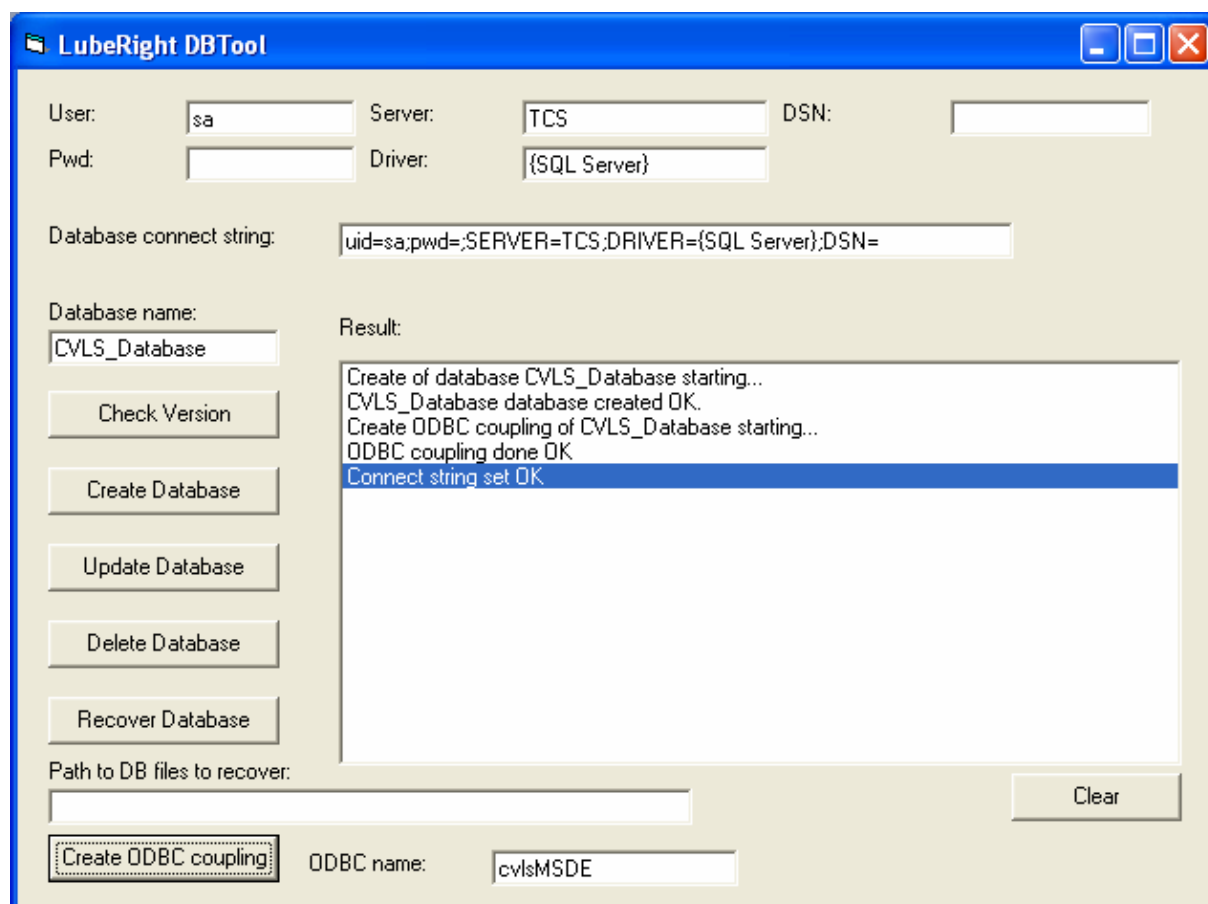 LubeRight DBTool
User: sa Server: TCS DSN:
Pwd: Driver: {SQL Server}
Database connect string: uid=sa;pwd=;SERVER=TCS;DRIVER={SQL Server};DSN=
Database name:
CVLS_Database
Result:
Create of database CVLS_Database starting...
CVLS_Database database created OK.
Create ODBC coupling of CVLS_Database starting...
ODBC coupling done OK
Connect string set OK
Check Version
Create Database
Update Database
Delete Database
Recover Database
Path to DB files to recover:
Clear
Create ODBC coupling ODBC name: cvlsMSDE